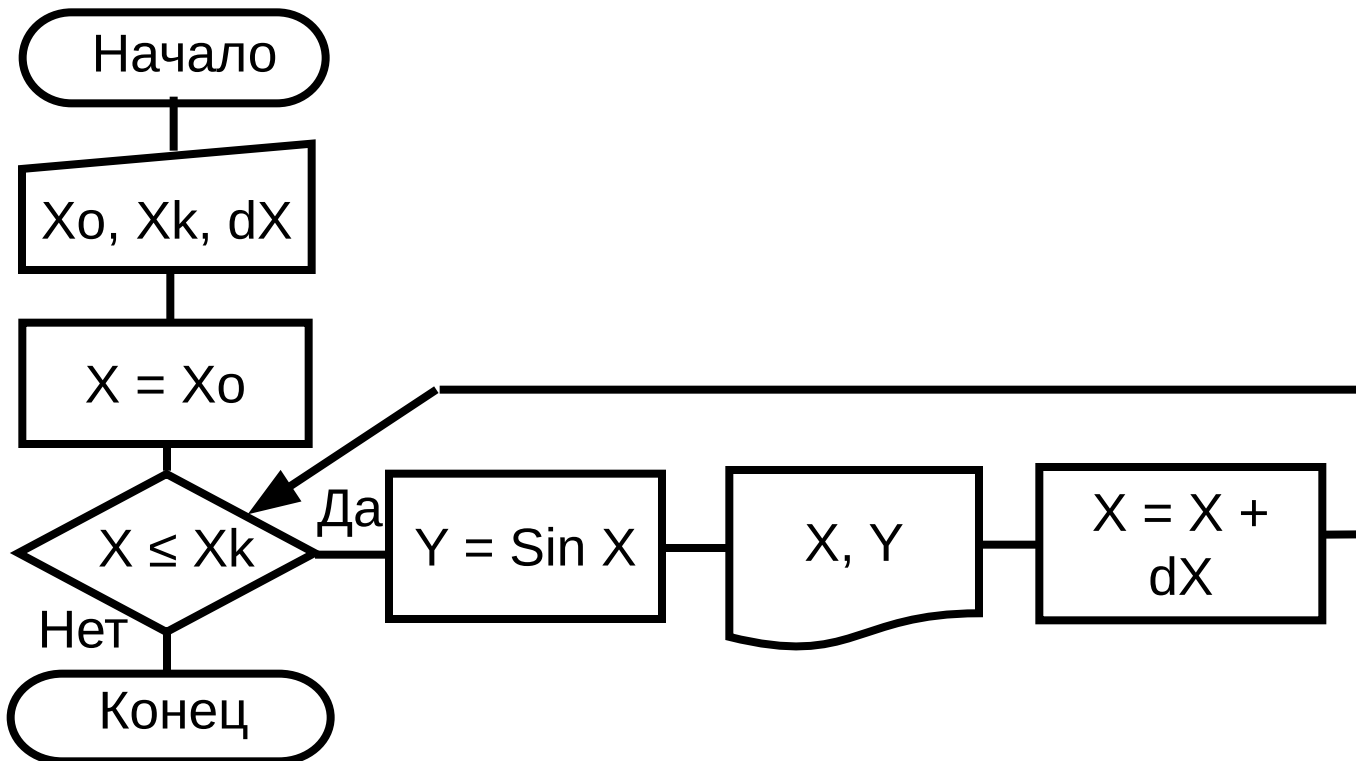 Начало
Xo, Xk, dX
X = Xo
X ≤ Xk
Да
Y = Sin X
X, Y
X = X +
dX
Нет
Конец